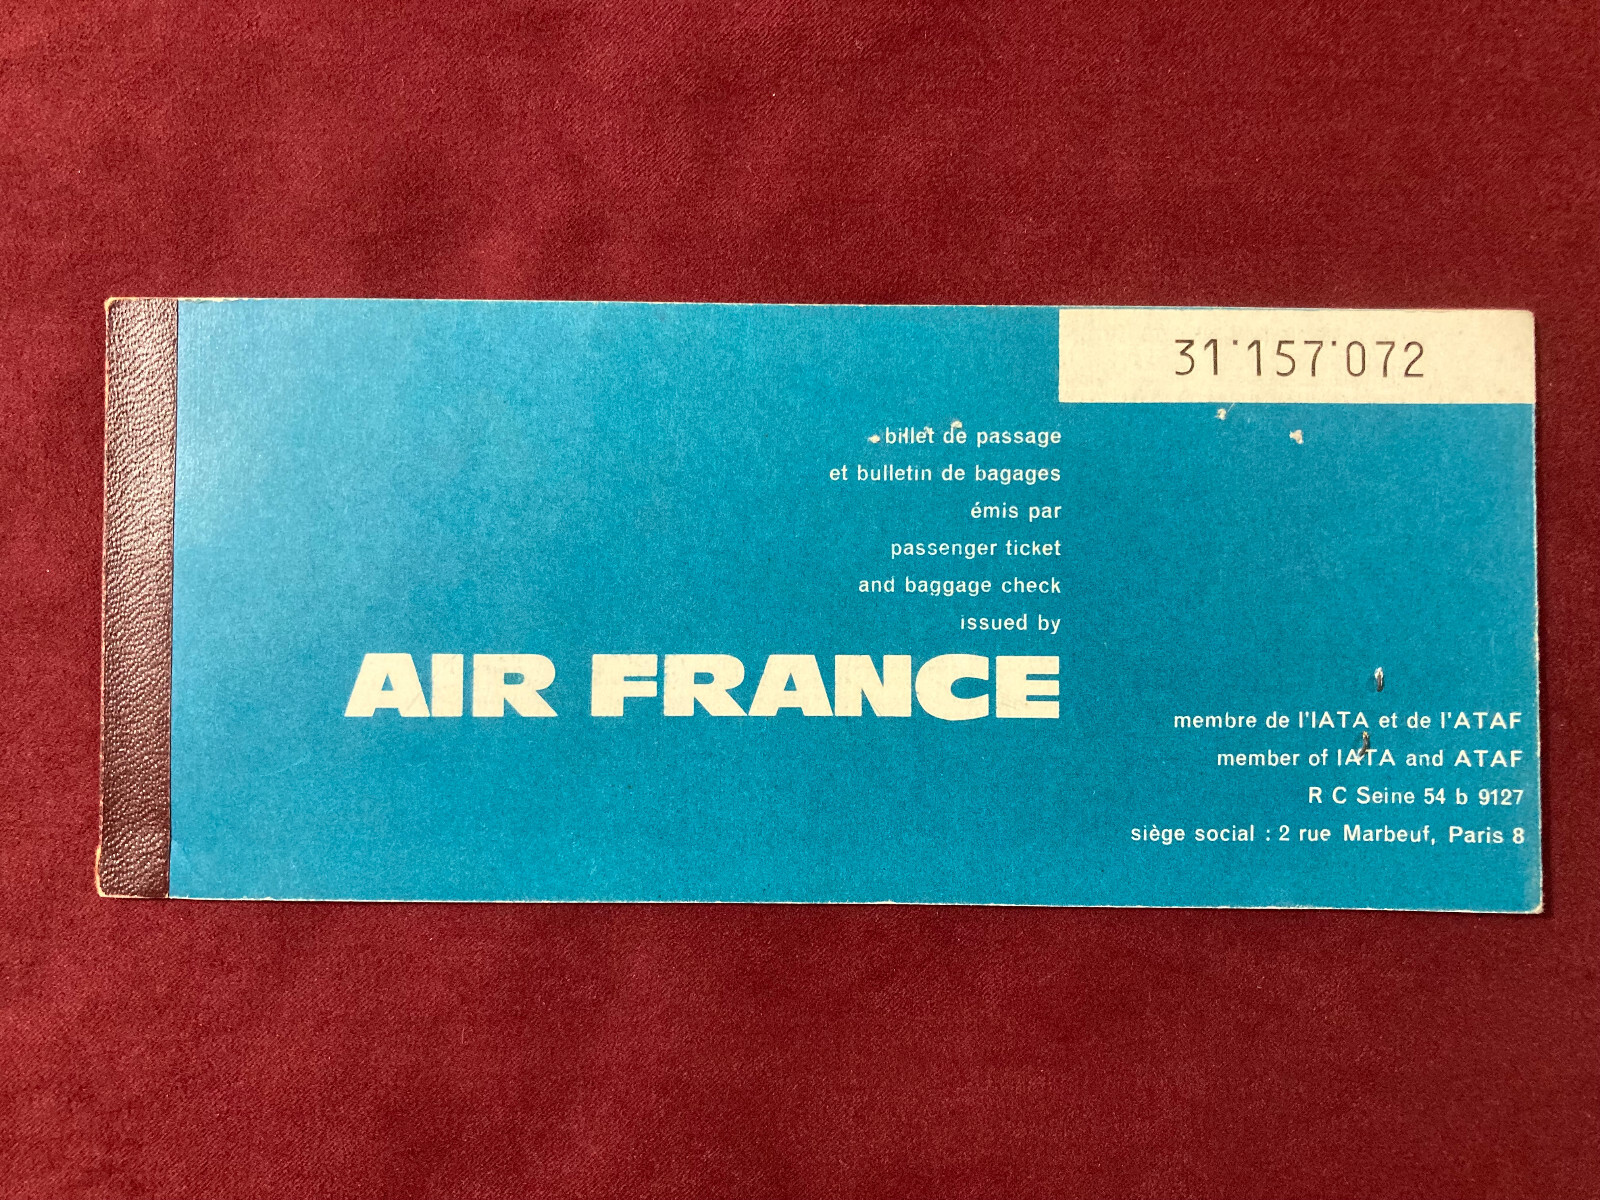 31'157'072
billet de passage
et bulletin de bagages
émis par
passenger ticket
and baggage check
issued by
AIR FRANCE
membre de l'IATA et de l'ATAF
member of IATA and ATAF
R C Seine 54 b 9127
siège social : 2 rue Marbeuf, Paris 8